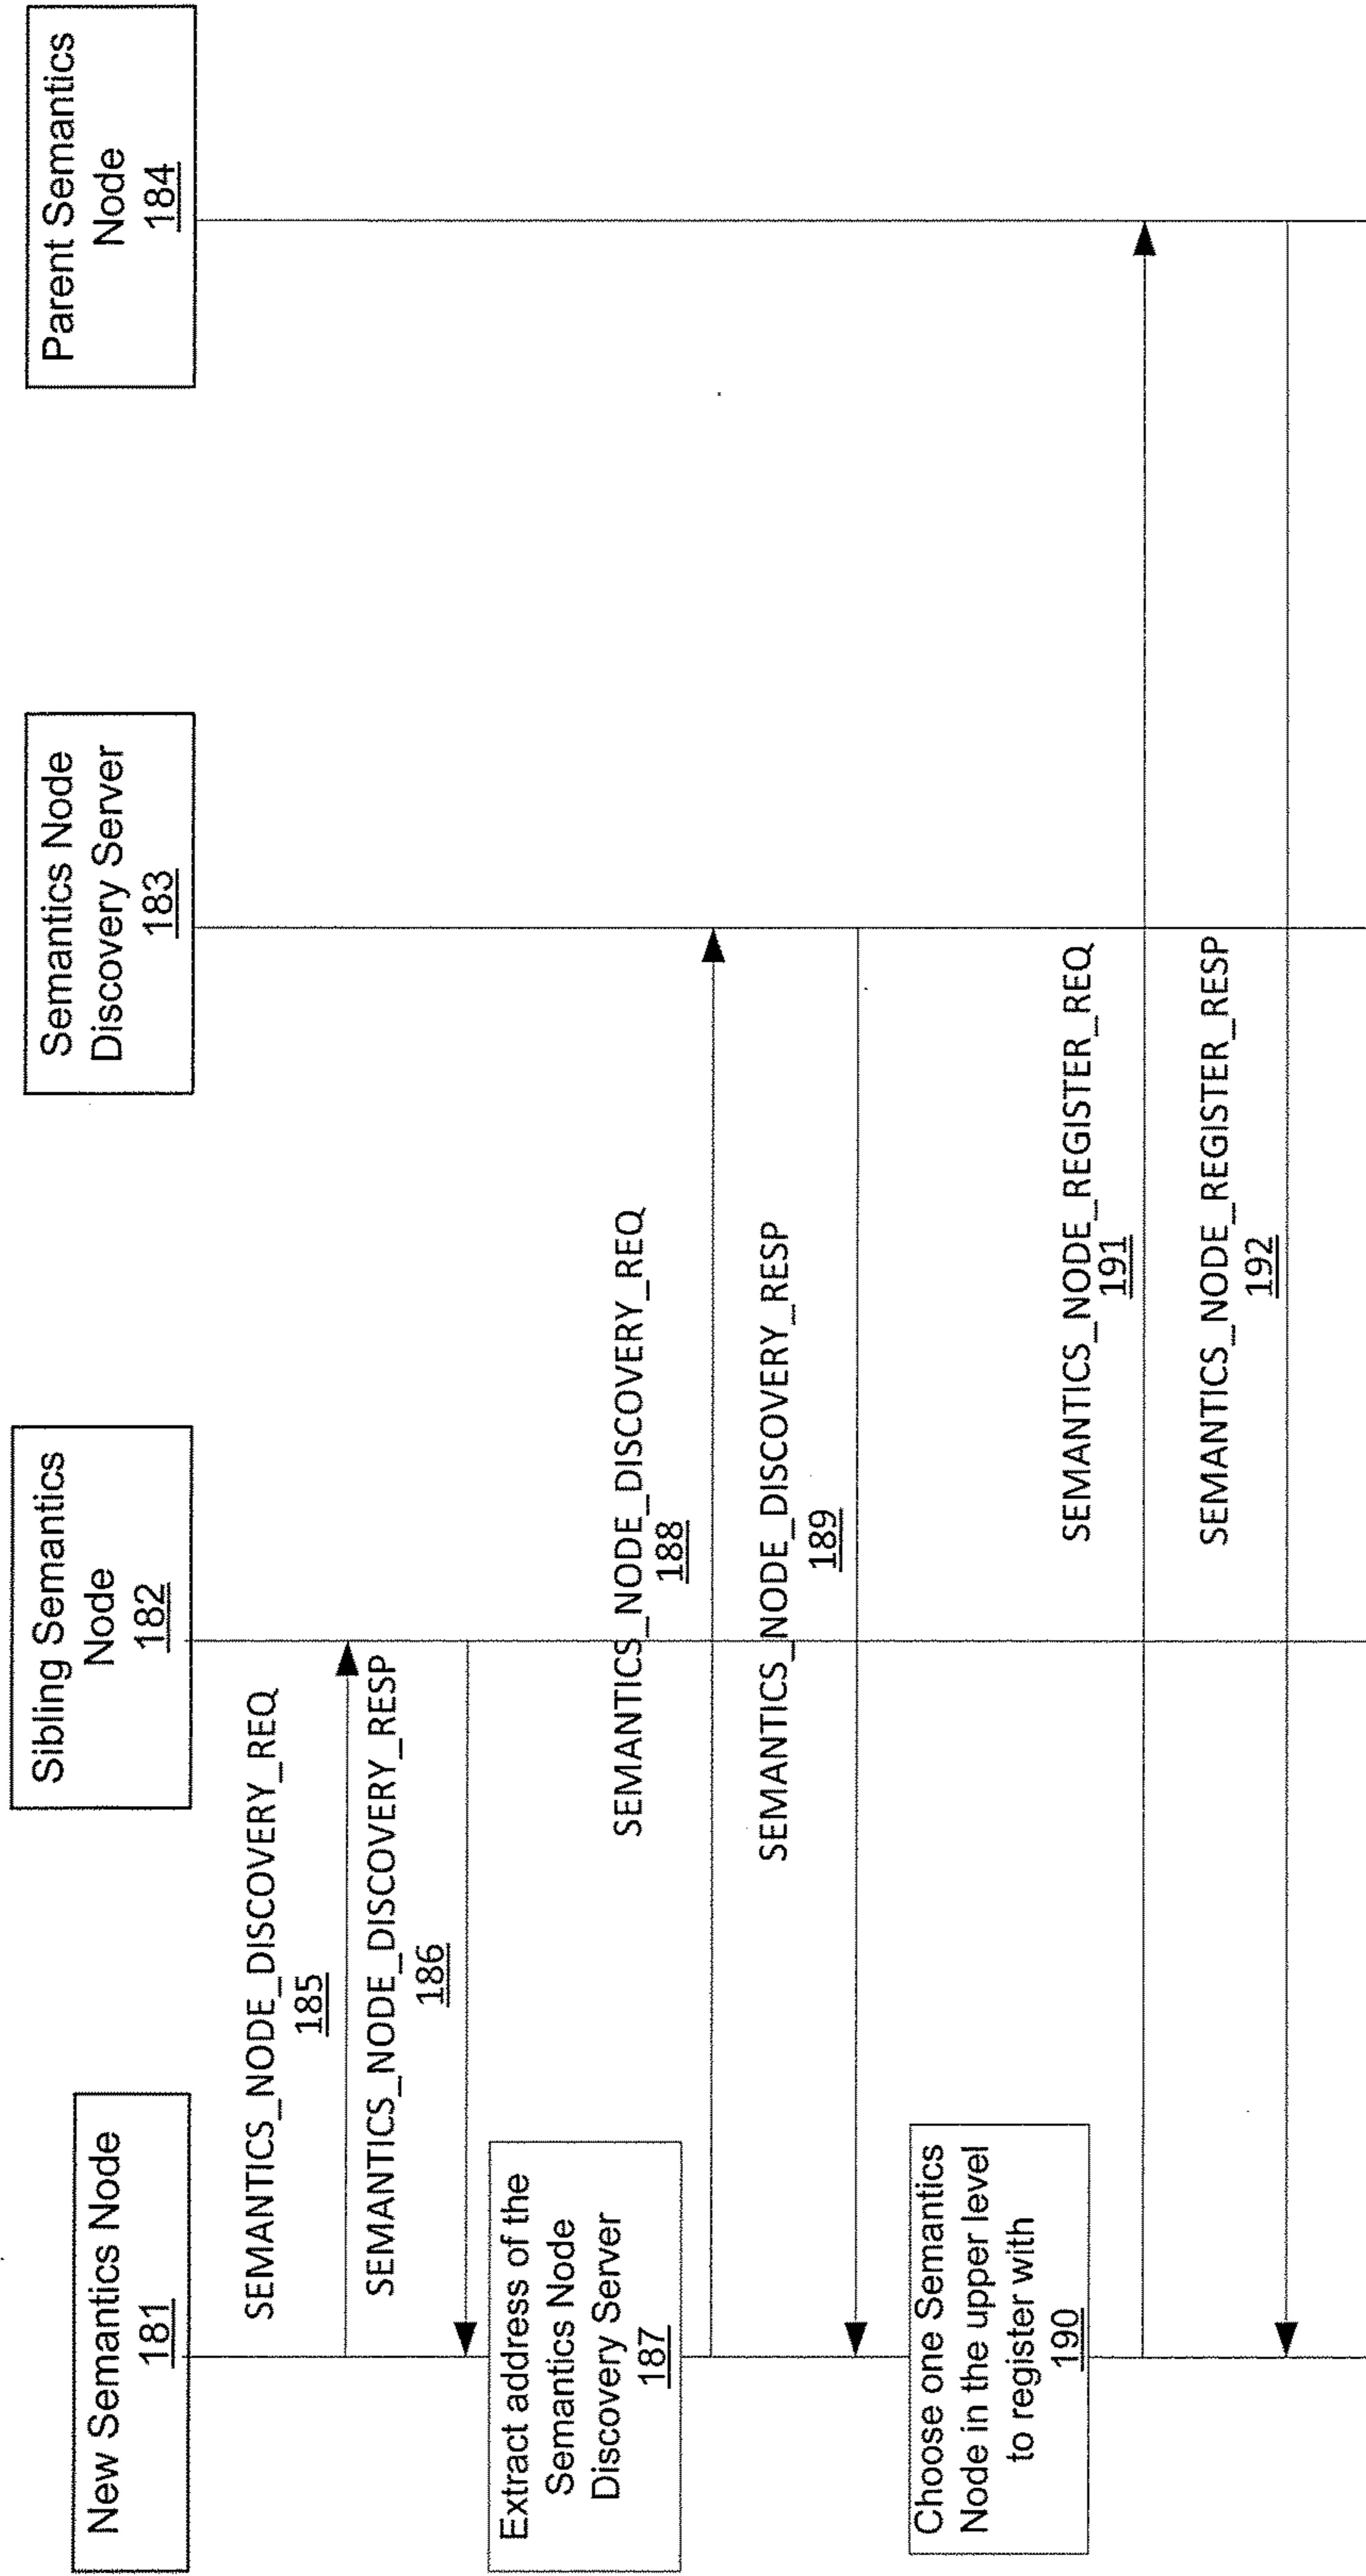 New Semantics Node
181
Sibling Semantics
Node
182
Semantics Node
Discovery Server
183
Parent Semantics
Node
184
SEMANTICS_NODE_DISCOVERY_REQ
185
SEMANTICS_NODE_DISCOVERY_RESP
186
Extract address of the
Semantics Node
Discovery Server
187
SEMANTICS_NODE_DISCOVERY_REQ
188
SEMANTICS_NODE_DISCOVERY_RESP
189
Choose one Semantics
Node in the upper level
to register with
190
SEMANTICS_NODE_REGISTER_REQ
191
SEMANTICS_NODE_REGISTER_RESP
192